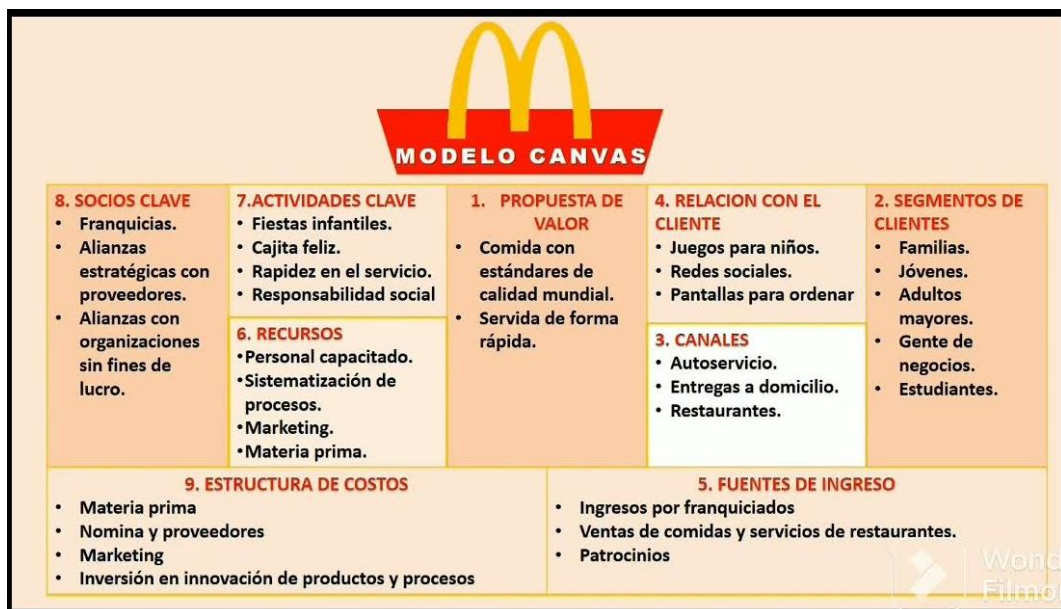 MODELO CANVAS
8. SOCIOS CLAVE
• Franquicias.
• Alianzas
estratégicas con
proveedores.
• Alianzas con
organizaciones
sin fines de
lucro.
7.ACTIVIDADES CLAVE
• Fiestas infantiles.
• Cajita feliz.
• Rapidez en el servicio.
• Responsabilidad social
6. RECURSOS
•Personal capacitado.
•Sistematización de
procesos.
•Marketing.
•Materia prima.
1. PROPUESTA DE
VALOR
• Comida con
estándares de
calidad mundial.
• Servida de forma
rápida.
4. RELACION CON EL
CLIENTE
• Juegos para niños.
• Redes sociales.
• Pantallas para ordenar
3. CANALES
• Autoservicio.
• Entregas a domicilio.
• Restaurantes.
2. SEGMENTOS DE
CLIENTES
• Familias.
• Jóvenes.
• Adultos
mayores.
• Gente de
negocios.
• Estudiantes.
9. ESTRUCTURA DE COSTOS
• Materia prima
• Nomina y proveedores
• Marketing
• Inversión en innovación de productos y procesos
5. FUENTES DE INGRESO
• Ingresos por franquiciados
• Ventas de comidas y servicios de restaurantes.
• Patrocinios
Wond
Filmo